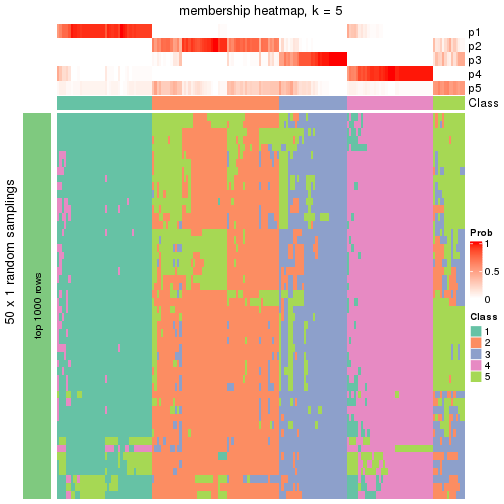 membership heatmap, k = 5
p1
p2
p3
p4
p5
Class
50 x 1 random samplings
top 1000 rows
Prob
1
0.5
0
Class
1
2
3
4
5